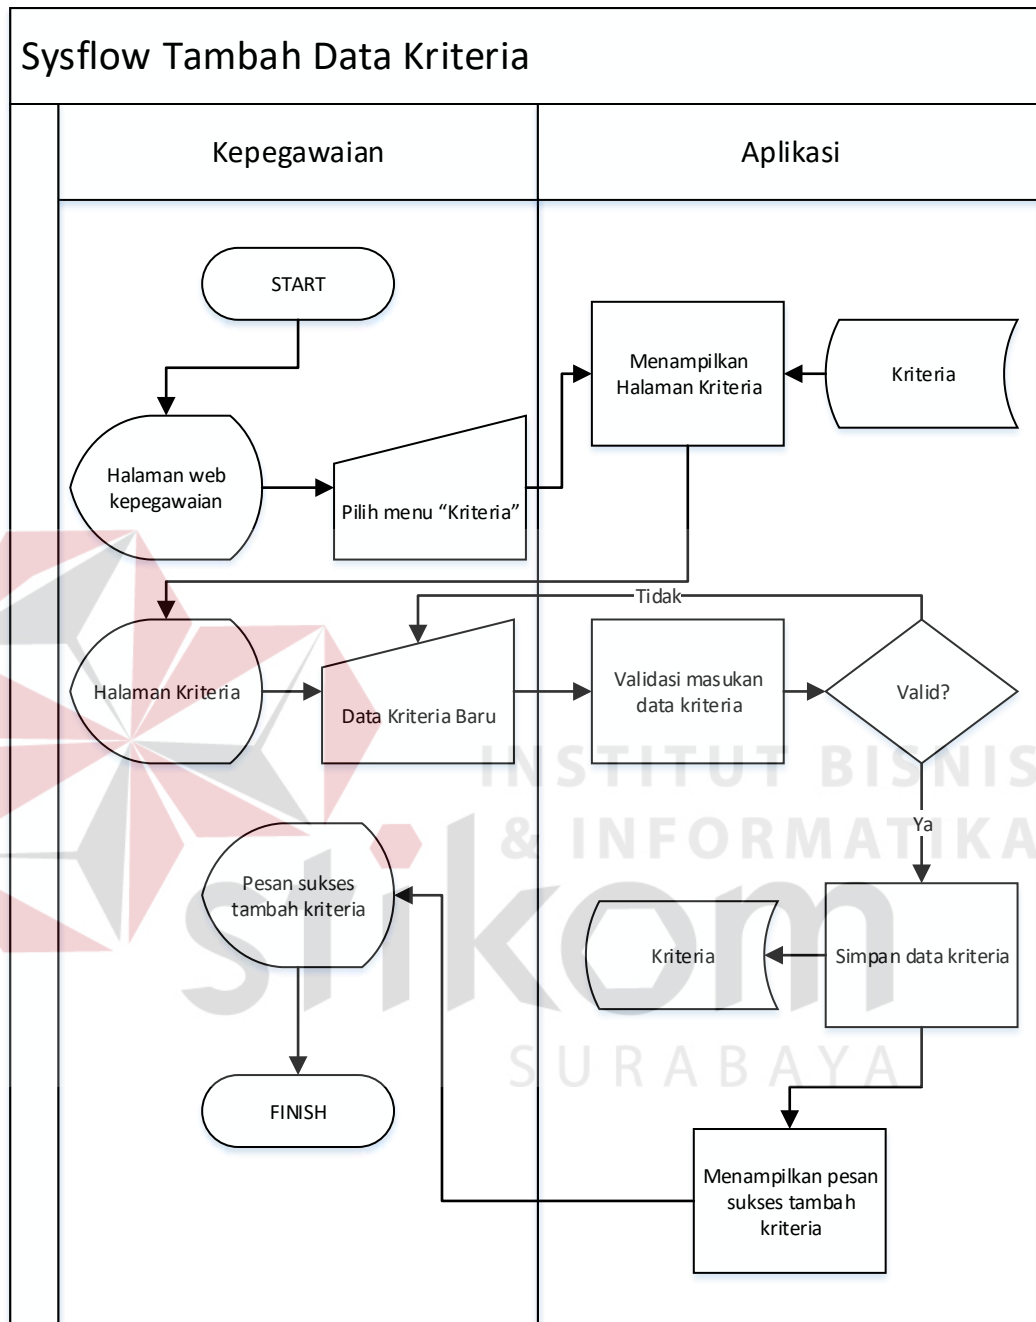 Sysflow Tambah Data Kriteria
Kepegawaian
Aplikasi
START
Menampilkan
Halaman Kriteria
Kriteria
Halaman web
kepegawaian
Pilih menu “Kriteria”
Tidak
Halaman Kriteria
Data Kriteria Baru
Validasi masukan
data kriteria
Valid?
INSTITUT BISNIS
& INFORMATIKA
Ya
Pesan sukses
tambah kriteria
stikom
Kriteria
Simpan data kriteria
SURABAYA
FINISH
Menampilkan pesan
sukses tambah
kriteria